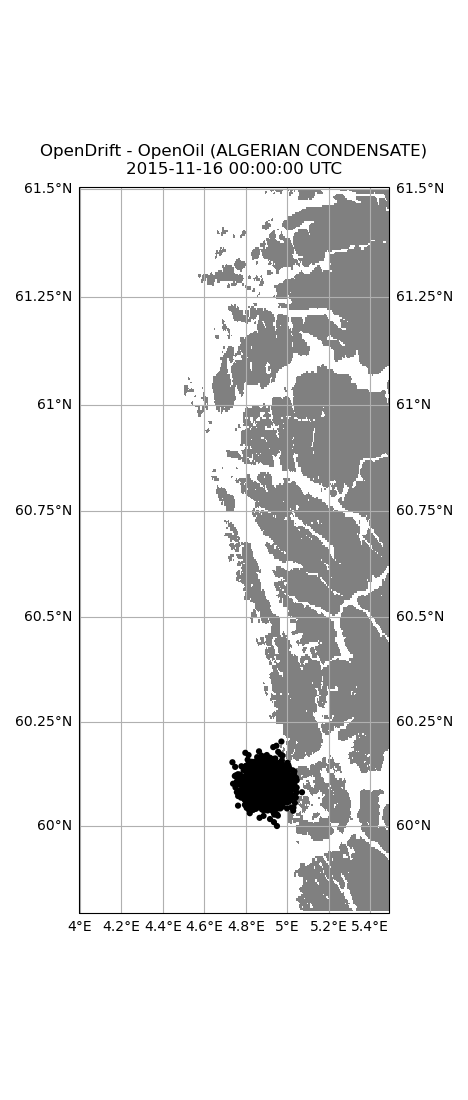 OpenDrift - OpenOil (ALGERIAN CONDENSATE)
2015-11-16 00:00:00 UTC
61.5°N 61.5°N
61.25°N 61.25°N
61°N 61°N
60.75°N 60.75°N
60.5°N 60.5°N
60.25°N 60.25°N
60°N 60°N
4°E 4.2°E 4.4°E 4.6°E 4.8°E 5°E 5.2°E 5.4°E